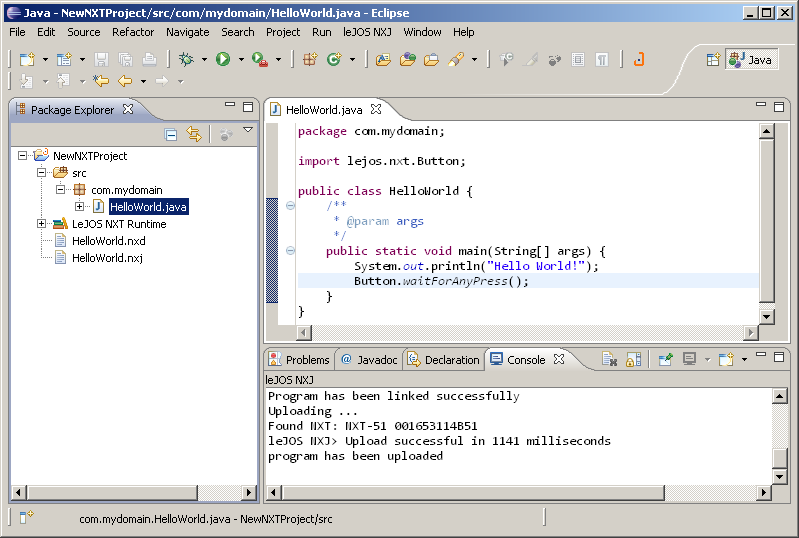 Java - NewNXTProject/src/com/mydomain/HelloWorld.java - Eclipse
File Edit Source Refactor Navigate Search Project Run leJOS NXJ Window Help
Java
Package Explorer
NewNXTProject
src
com.mydomain
HelloWorld.java
LeJOS NXT Runtime
HelloWorld.nxd
HelloWorld.nxj
HelloWorld.java
package com.mydomain;
import lejos.nxt.Button;
public class HelloWorld {
/**
* @param args
*/
public static void main(String[] args) {
System.out.println("Hello World!");
Button.waitForAnyPress();
}
}
Problems @ Javadoc Declaration Console
leJOS NXJ
Program has been linked successfully
Uploading ...
Found NXT: NXT-51 001653114B51
leJOS NXJ> Upload successful in 1141 milliseconds
program has been uploaded
com.mydomain.HelloWorld.java - NewNXTProject/src